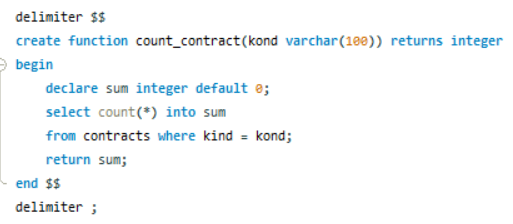 delimiter $$
create function count_contract(kond varchar(100)) returns integer
begin
declare sum integer default 0;
select count(*) into sum
from contracts where kind = kond;
return sum;
end $$
delimiter ;